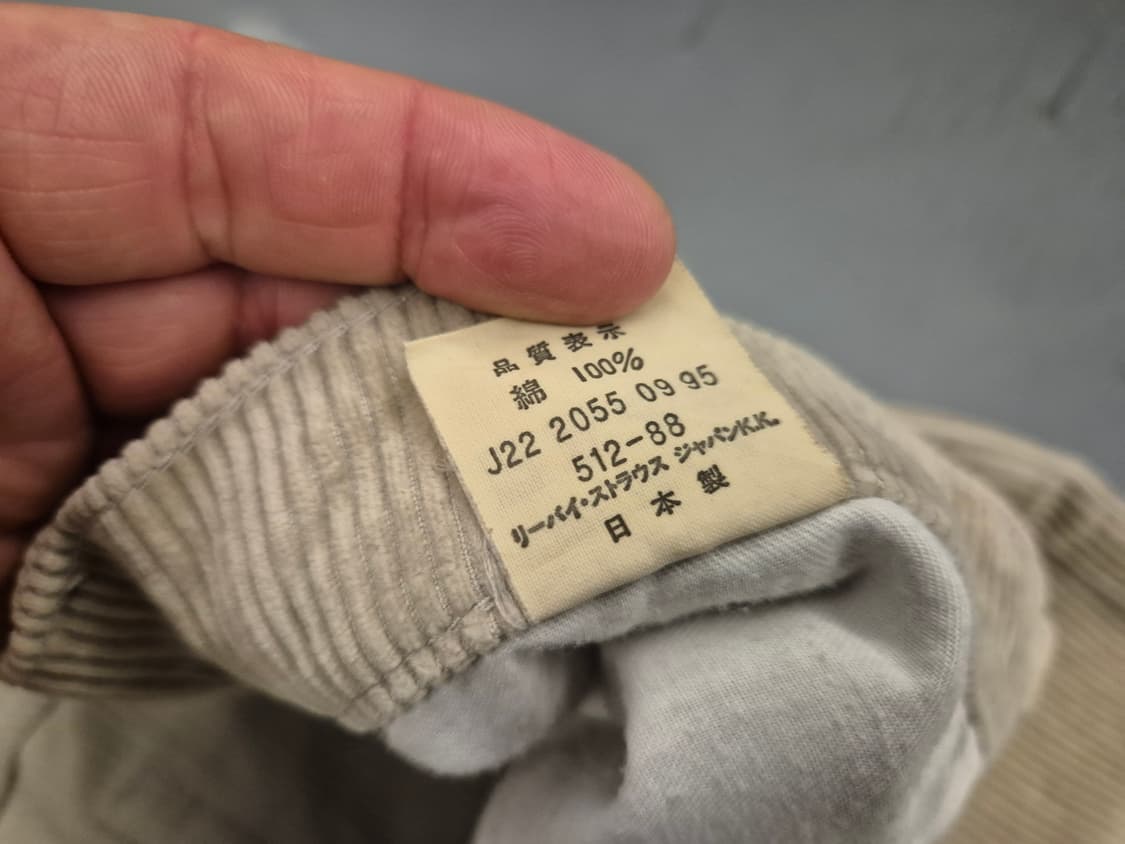 品質表示
綿 100%
J22 2055 09 95
512-88
リーバイ・ストラウス ジャパンK.K.
日本製